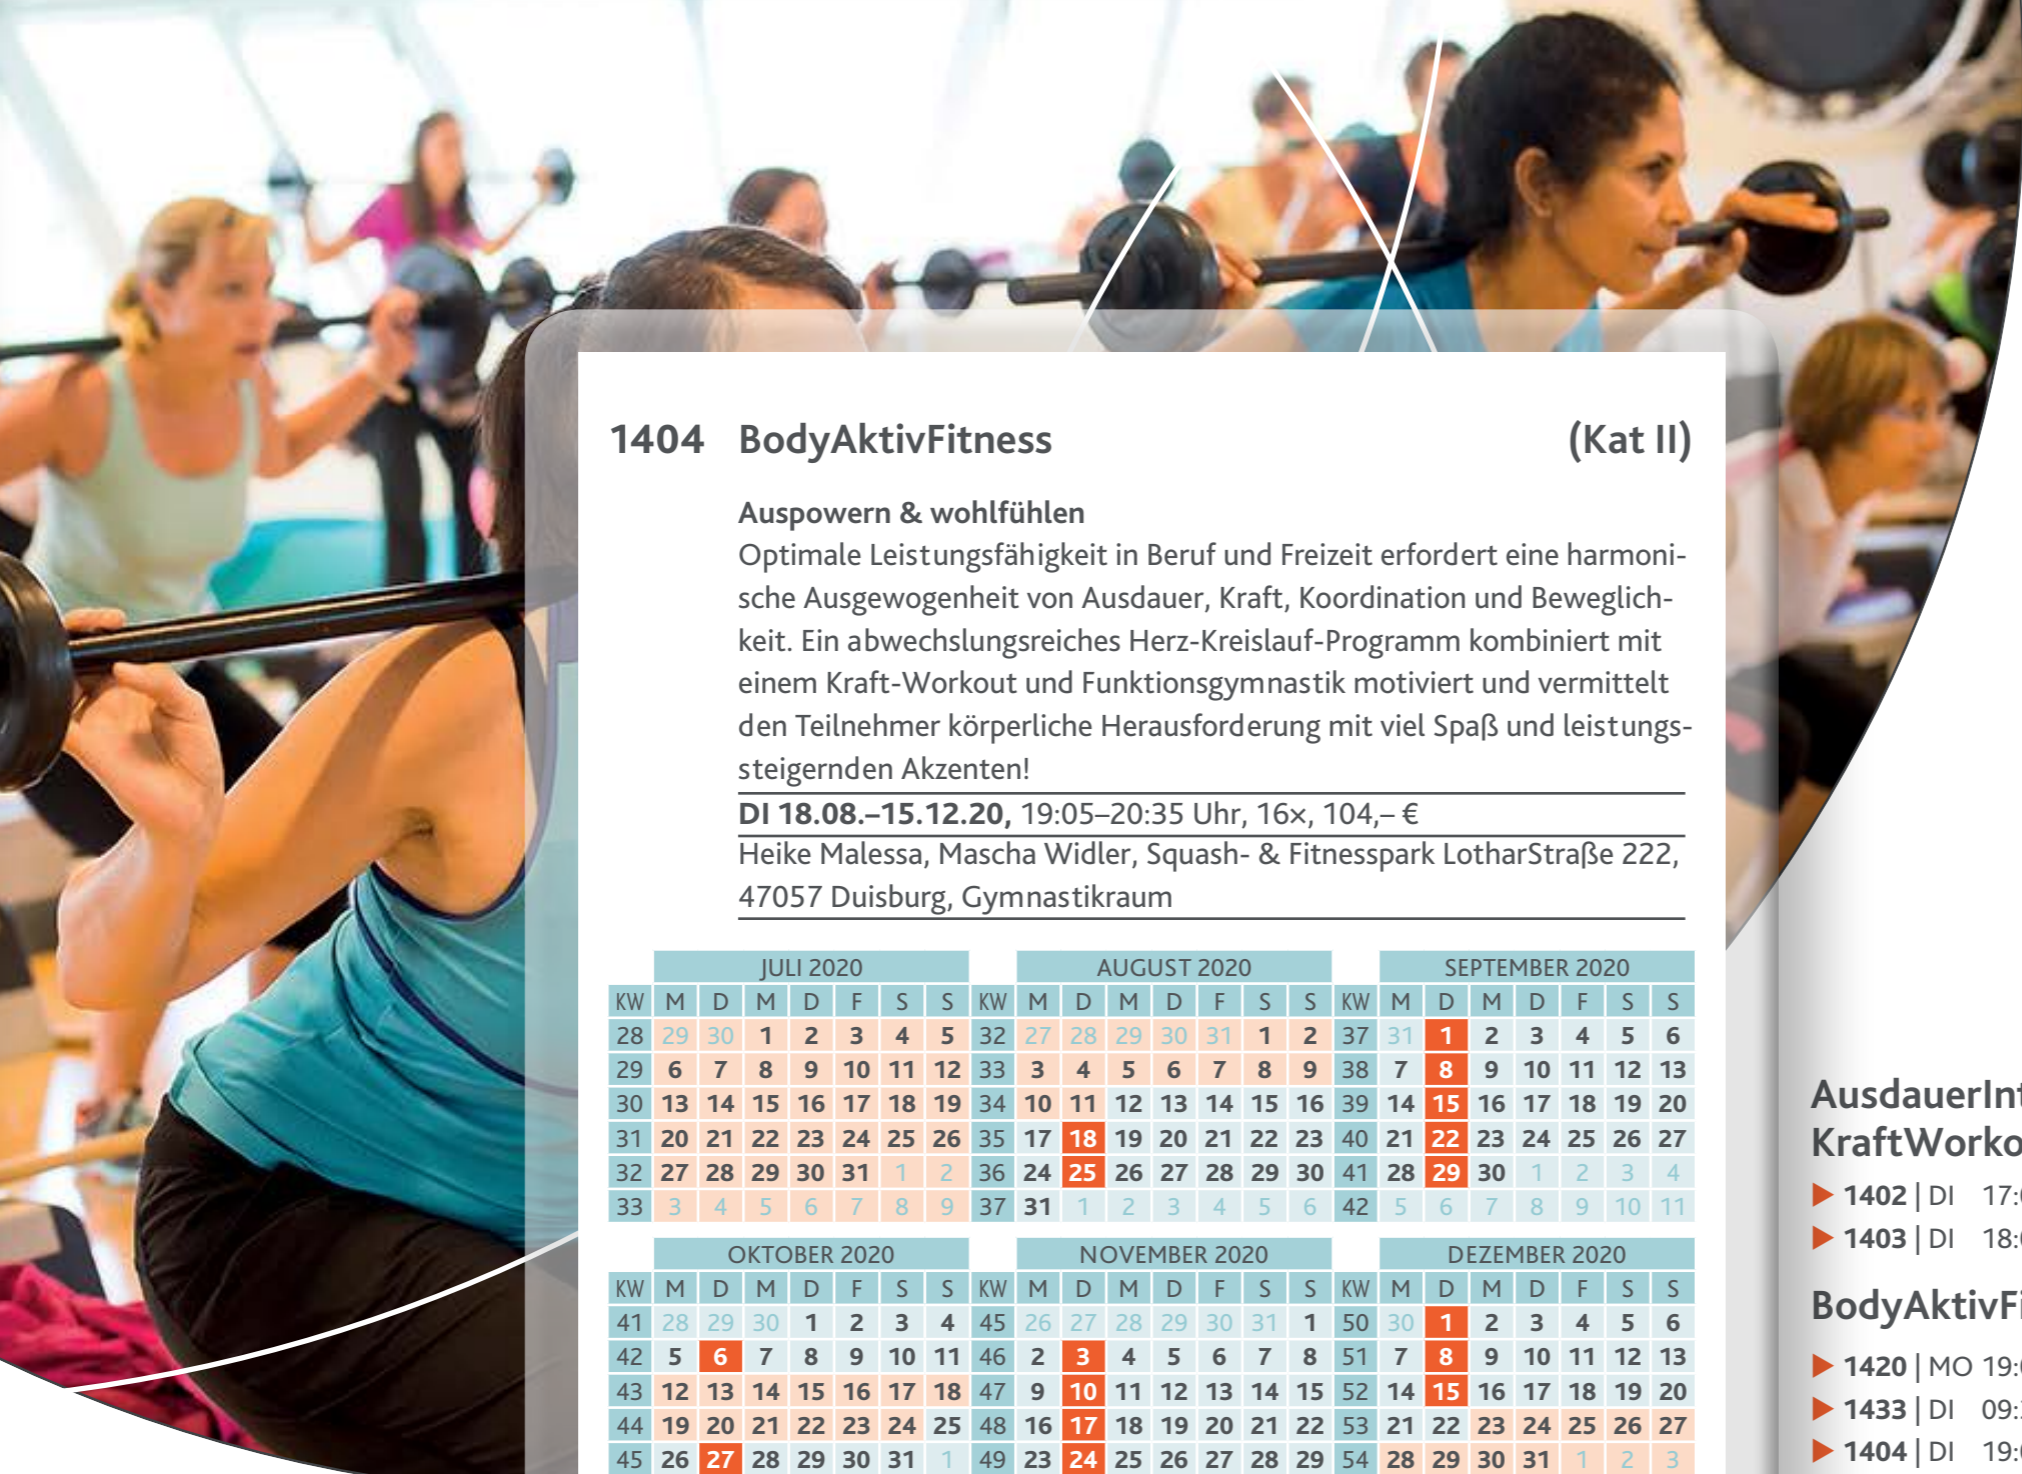 1404 BodyAktivFitness (Kat II)
Auspowern & wohlfühlen
Optimale Leistungsfähigkeit in Beruf und Freizeit erfordert eine harmoni-
sche Ausgewogenheit von Ausdauer, Kraft, Koordination und Beweglich-
keit. Ein abwechslungsreiches Herz-Kreislauf-Programm kombiniert mit
einem Kraft-Workout und Funktionsgymnastik motiviert und vermittelt
den Teilnehmer körperliche Herausforderung mit viel Spaß und leistungs-
steigernden Akzenten!
DI 18.08.–15.12.20, 19:05–20:35 Uhr, 16×, 104,– €
Heike Malessa, Mascha Widler, Squash- & Fitnesspark LotharStraße 222,
47057 Duisburg, Gymnastikraum
JULI 2020 AUGUST 2020 SEPTEMBER 2020
KW M D M D F S S KW M D M D F S S KW M D M D F S S
28 29 30 1 2 3 4 5 32 27 28 29 30 31 1 2 37 31 1 2 3 4 5 6
29 6 7 8 9 10 11 12 33 3 4 5 6 7 8 9 38 7 8 9 10 11 12 13
30 13 14 15 16 17 18 19 34 10 11 12 13 14 15 16 39 14 15 16 17 18 19 20
31 20 21 22 23 24 25 26 35 17 18 19 20 21 22 23 40 21 22 23 24 25 26 27
32 27 28 29 30 31 1 2 36 24 25 26 27 28 29 30 41 28 29 30 1 2 3 4
33 3 4 5 6 7 8 9 37 31 1 2 3 4 5 6 42 5 6 7 8 9 10 11
OKTOBER 2020 NOVEMBER 2020 DEZEMBER 2020
KW M D M D F S S KW M D M D F S S KW M D M D F S S
41 28 29 30 1 2 3 4 45 26 27 28 29 30 31 1 50 30 1 2 3 4 5 6
42 5 6 7 8 9 10 11 46 2 3 4 5 6 7 8 51 7 8 9 10 11 12 13
43 12 13 14 15 16 17 18 47 9 10 11 12 13 14 15 52 14 15 16 17 18 19 20
44 19 20 21 22 23 24 25 48 16 17 18 19 20 21 22 53 21 22 23 24 25 26 27
45 26 27 28 29 30 31 1 49 23 24 25 26 27 28 29 54 28 29 30 31 1 2 3
AusdauerInt
KraftWorko
▶ 1402 | DI 17:0
▶ 1403 | DI 18:0
BodyAktivFi
▶ 1420 | MO 19:0
▶ 1433 | DI 09:
▶ 1404 | DI 19:0